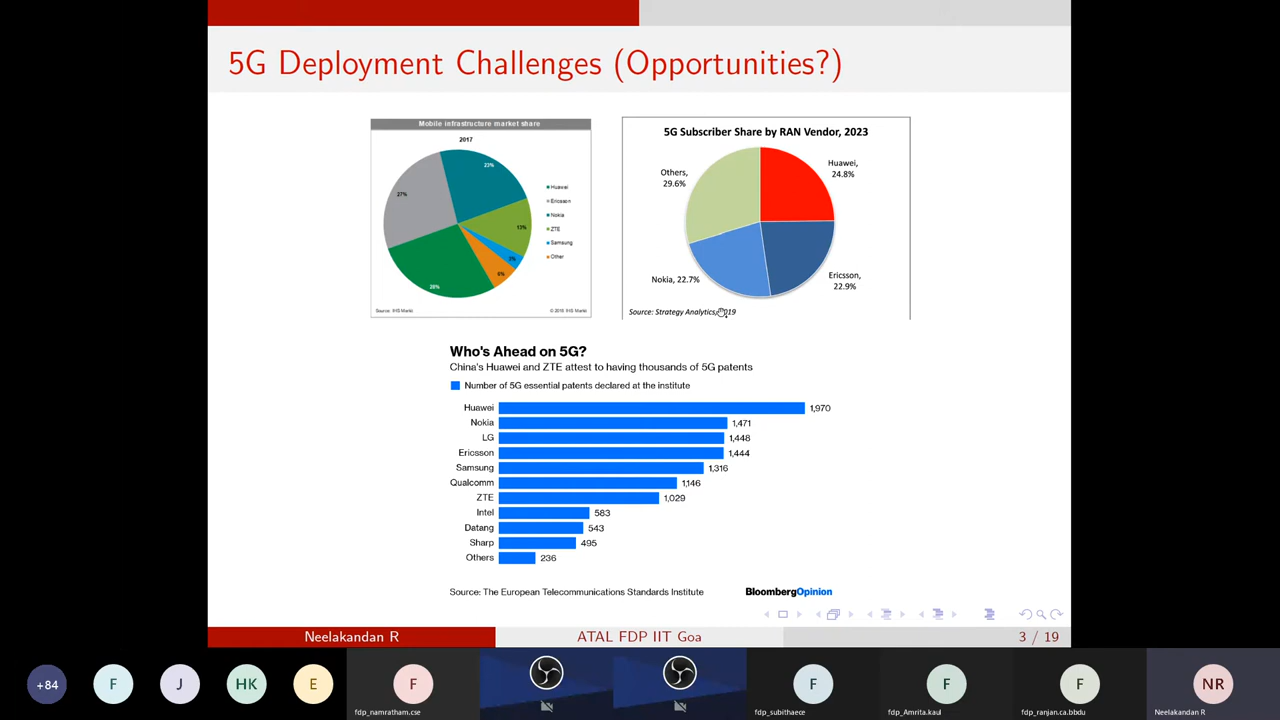 5G Deployment Challenges (Opportunities?)
Mobile infrastructure market share
2017
23%
27%
13%
5%
6%
28%
Huawei
Ericsson
Nokia
ZTE
Samsung
Other
Source: IHS Markit
© 2018 IHS Markit
5G Subscriber Share by RAN Vendor, 2023
Huawei,
24.8%
Others,
29.6%
Nokia, 22.7%
Ericsson,
22.9%
Source: Strategy Analytics, 2019
Who's Ahead on 5G?
China's Huawei and ZTE attest to having thousands of 5G patents
Number of 5G essential patents declared at the institute
Huawei 1,970
Nokia 1,471
LG 1,448
Ericsson 1,444
Samsung 1,316
Qualcomm 1,146
ZTE 1,029
Intel 583
Datang 543
Sharp 495
Others 236
Source: The European Telecommunications Standards Institute
BloombergOpinion
Neelakandan R ATAL FDP IIT Goa 3 / 19
+84 F J HK E F F F F NR
fdp_namratham.cse fdp_subithaece fdp_Amrita.kaul fdp_ranjan.ca.bbdu Neelakandan R